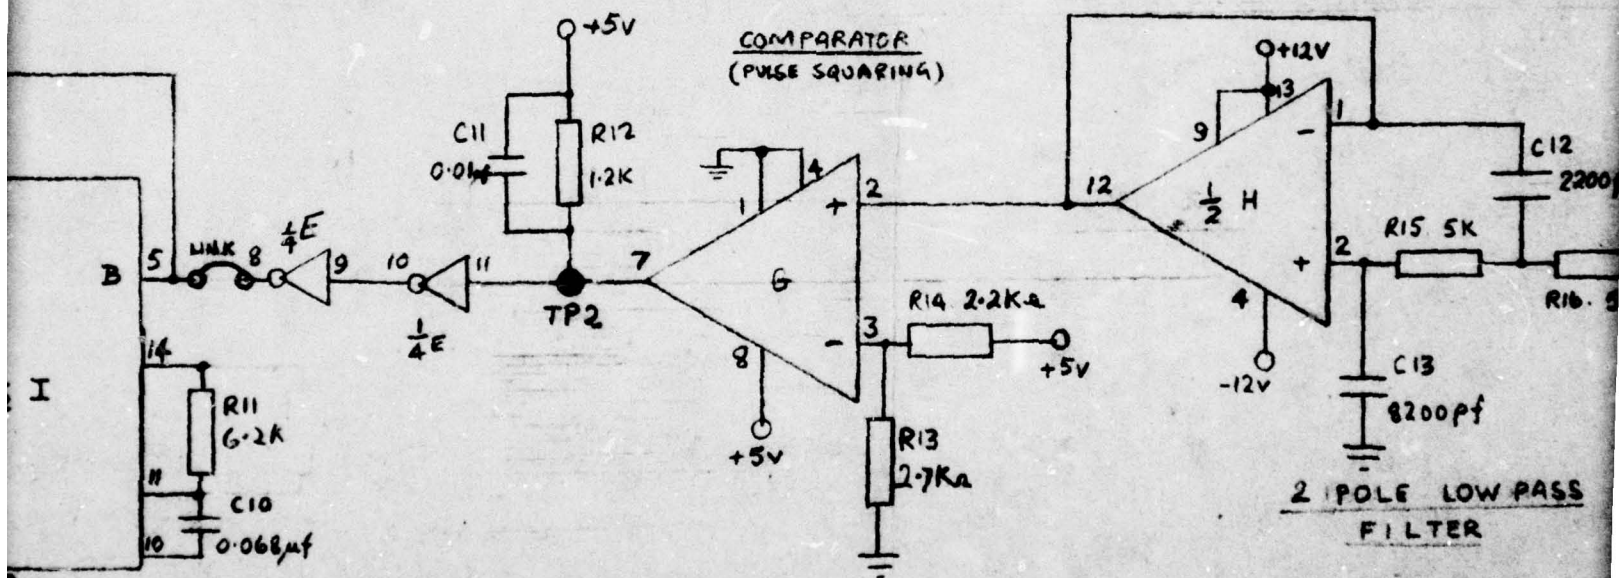 +5v
COMPARATOR
(PULSE SQUARING)
+12V
13
1
9
-
C11
0.01
R12
1.2K
4
1
2
+
12
1/2 H
C12
2200
R15 5K
2
+
1/4 E
LINK
B 5
8
9
10
11
TP2
7
G
R14 2.2KΩ
3
-
8
+5v
4
-12v
R16.
14
I
R11
6.2K
+5v
R13
2.7KΩ
C13
8200pf
1/4 E
11
C10
0.068µf
10
2 POLE LOW PASS
FILTER